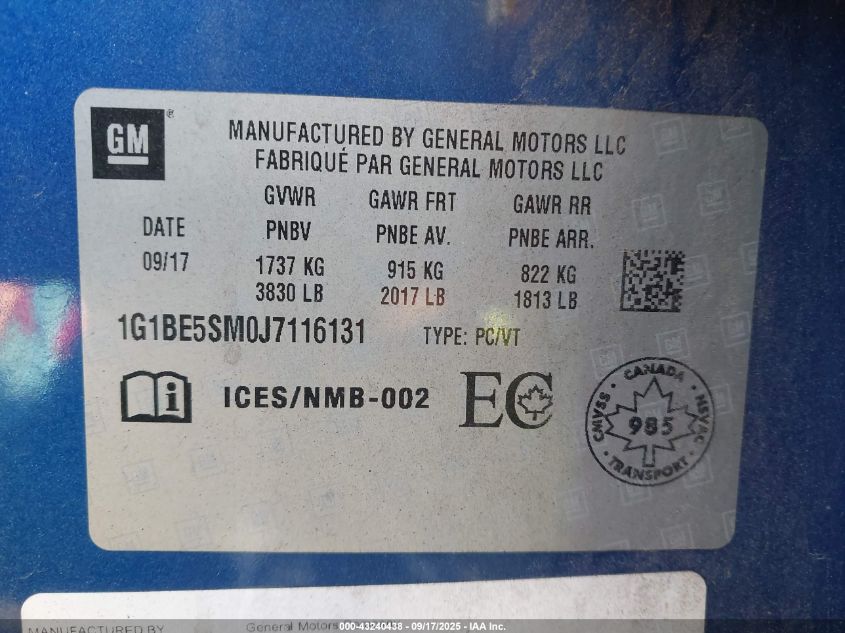 GM ®
MANUFACTURED BY GENERAL MOTORS LLC
FABRIQUÉ PAR GENERAL MOTORS LLC
GVWR GAWR FRT GAWR RR
DATE PNBV PNBE AV. PNBE ARR.
09/17 1737 KG 915 KG 822 KG
3830 LB 2017 LB 1813 LB
1G1BE5SM0J7116131 TYPE: PC/VT
i ICES/NMB-002 EC
CANADA
CMVSS 985 NSVAC
TRANSPORT
MANUFACTURED BY General Motors
000-43240438 - 09/17/2025 - IAA Inc.